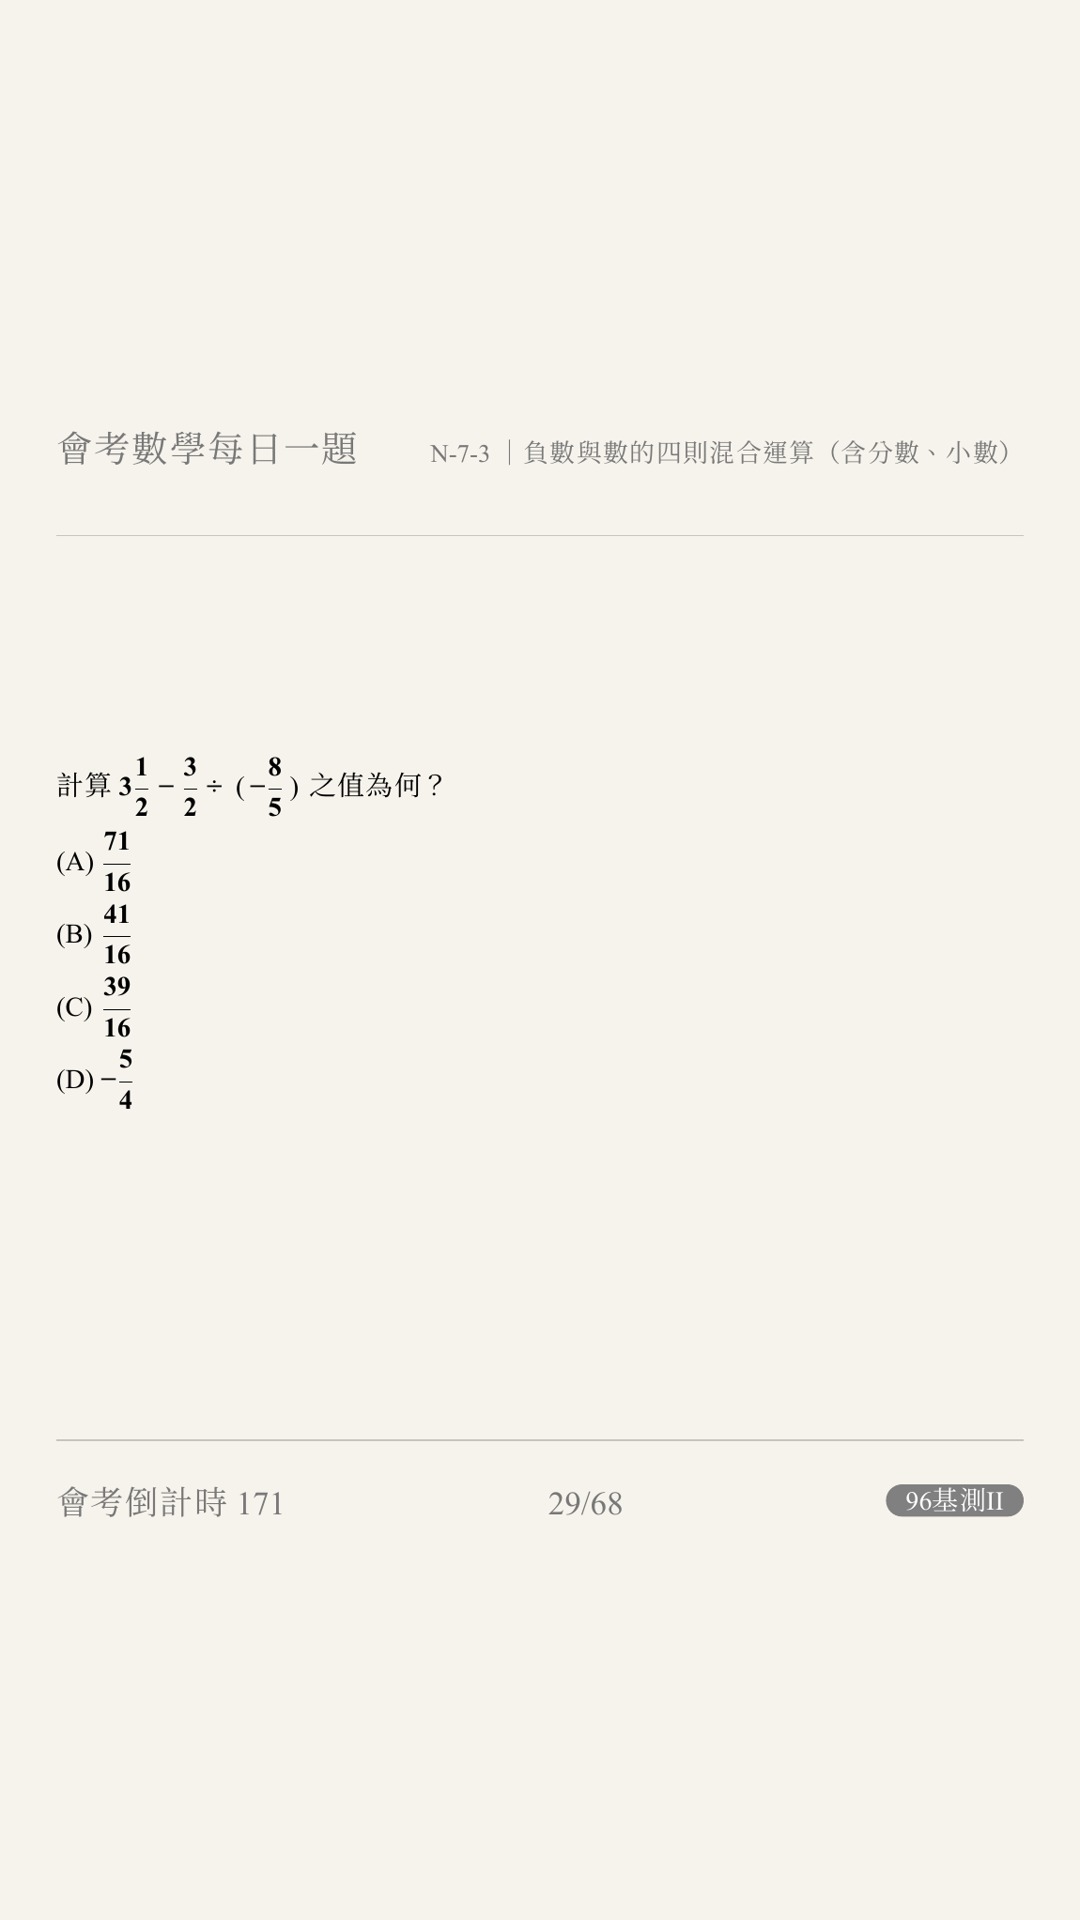 會考數學每日一題
N-7-3｜負數與數的四則混合運算（含分數、小數）
計算 3 1/2 − 3/2 ÷ (−8/5) 之值為何？
(A) 71/16
(B) 41/16
(C) 39/16
(D) −5/4
會考倒計時 171
29/68
96基測II